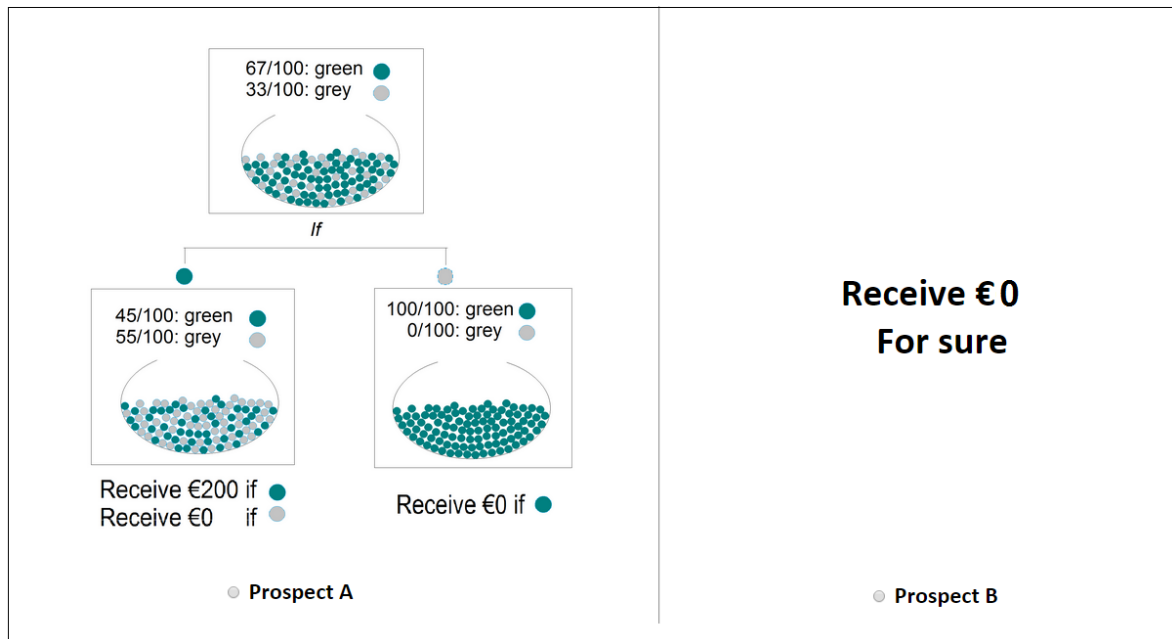 67/100: green
33/100: grey
If
45/100: green
55/100: grey
100/100: green
0/100: grey
Receive €200 if
Receive €0 if
Receive €0 if
Prospect A
Receive €0
For sure
Prospect B